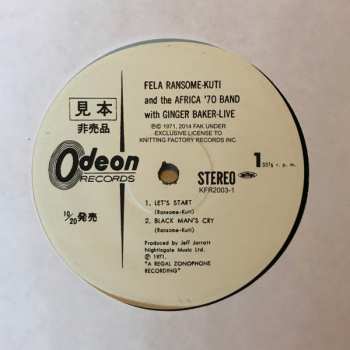 FELA RANSOME-KUTI
and the AFRICA '70 BAND
with GINGER BAKER-LIVE
℗© 1971, 2014 FAK UNDER
EXCLUSIVE LICENSE TO
KNITTING FACTORY RECORDS INC.
見本
非売品
Odeon
RECORDS
10/20 発売
STEREO
KFR2003-1
1
33⅓ r. p. m.
1. LET'S START
(Ransome-Kuti)
2. BLACK MAN'S CRY
(Ransome-Kuti)
Produced by Jeff Jarratt
Nightingale Music Ltd.
℗ 1971.
"A REGAL ZONOPHONE
RECORDING"